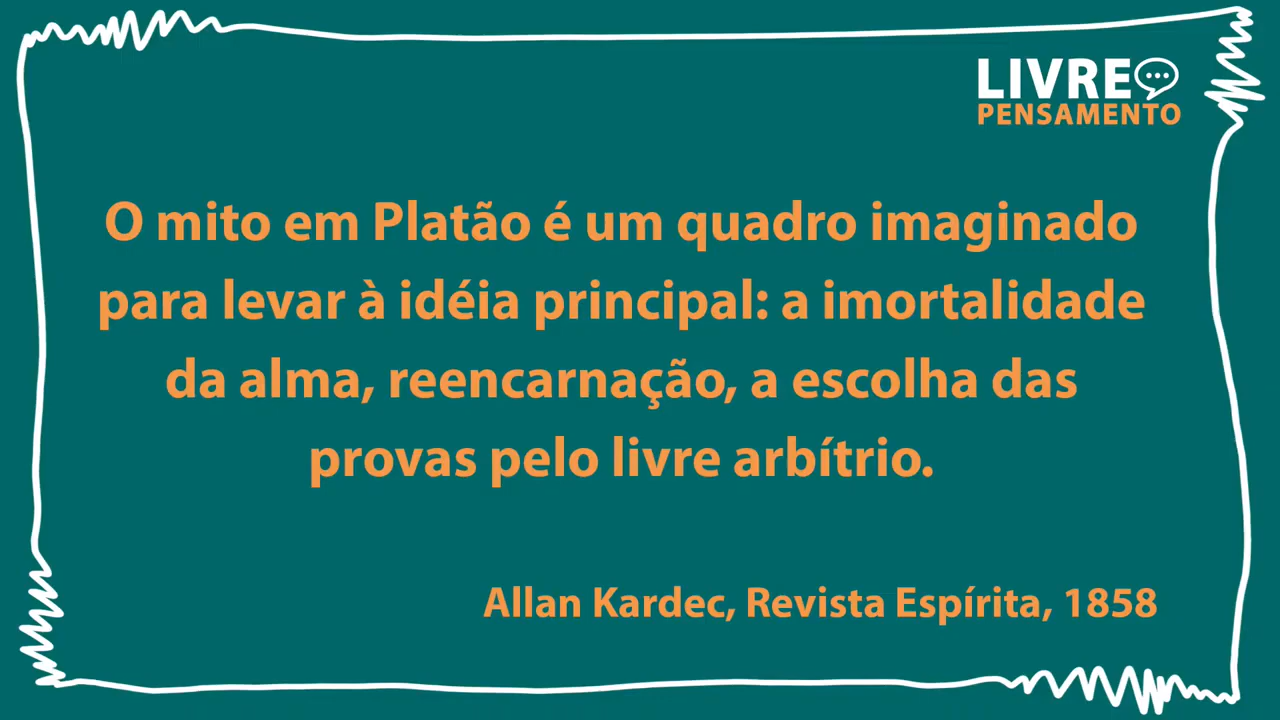 LIVRE
PENSAMENTO
O mito em Platão é um quadro imaginado
para levar à idéia principal: a imortalidade
da alma, reencarnação, a escolha das
provas pelo livre arbítrio.
Allan Kardec, Revista Espírita, 1858